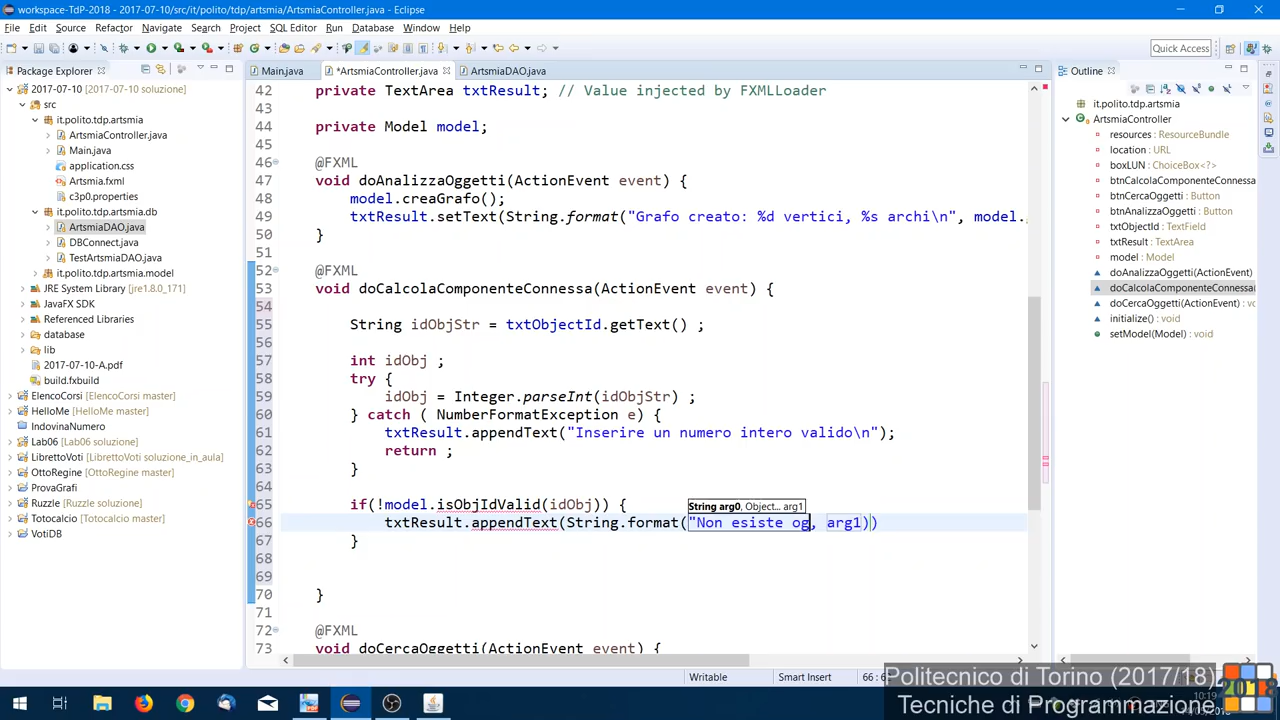 workspace-TdP-2018 - 2017-07-10/src/it/polito/tdp/artsmia/ArtsmiaController.java - Eclipse
File Edit Source Refactor Navigate Search Project SQL Editor Run Database Window Help
Quick Access
Package Explorer
Main.java
*ArtsmiaController.java
ArtsmiaDAO.java
Outline
2017-07-10 [2017-07-10 soluzione]
src
it.polito.tdp.artsmia
ArtsmiaController.java
Main.java
application.css
Artsmia.fxml
c3p0.properties
it.polito.tdp.artsmia.db
ArtsmiaDAO.java
DBConnect.java
TestArtsmiaDAO.java
it.polito.tdp.artsmia.model
JRE System Library [jre1.8.0_171]
JavaFX SDK
Referenced Libraries
database
lib
2017-07-10-A.pdf
build.fxbuild
ElencoCorsi [ElencoCorsi master]
HelloMe [HelloMe master]
IndovinaNumero
Lab06 [Lab06 soluzione]
LibrettoVoti [LibrettoVoti soluzione_in_aula]
OttoRegine [OttoRegine master]
ProvaGrafi
Ruzzle [Ruzzle soluzione]
Totocalcio [Totocalcio master]
VotiDB
42 private TextArea txtResult; // Value injected by FXMLLoader
43
44 private Model model;
45
46 @FXML
47 void doAnalizzaOggetti(ActionEvent event) {
48 model.creaGrafo();
49 txtResult.setText(String.format("Grafo creato: %d vertici, %s archi\n", model.
50 }
51
52 @FXML
53 void doCalcolaComponenteConnessa(ActionEvent event) {
54
55 String idObjStr = txtObjectId.getText() ;
56
57 int idObj ;
58 try {
59 idObj = Integer.parseInt(idObjStr) ;
60 } catch ( NumberFormatException e) {
61 txtResult.appendText("Inserire un numero intero valido\n");
62 return ;
63 }
64
65 if(!model.isObjIdValid(idObj)) {
String arg0, Object... arg1
66 txtResult.appendText(String.format("Non esiste og, arg1))
67 }
68
69
70 }
71
72 @FXML
73 void doCercaOggetti(ActionEvent event) {
it.polito.tdp.artsmia
ArtsmiaController
resources : ResourceBundle
location : URL
boxLUN : ChoiceBox<?>
btnCalcolaComponenteConnessa
btnCercaOggetti : Button
btnAnalizzaOggetti : Button
txtObjectId : TextField
txtResult : TextArea
model : Model
doAnalizzaOggetti(ActionEvent)
doCalcolaComponenteConnessa
doCercaOggetti(ActionEvent) : vo
initialize() : void
setModel(Model) : void
Writable
Smart Insert
Politecnico di Torino (2017/18)
Tecniche di Programmazione
10:19
2018